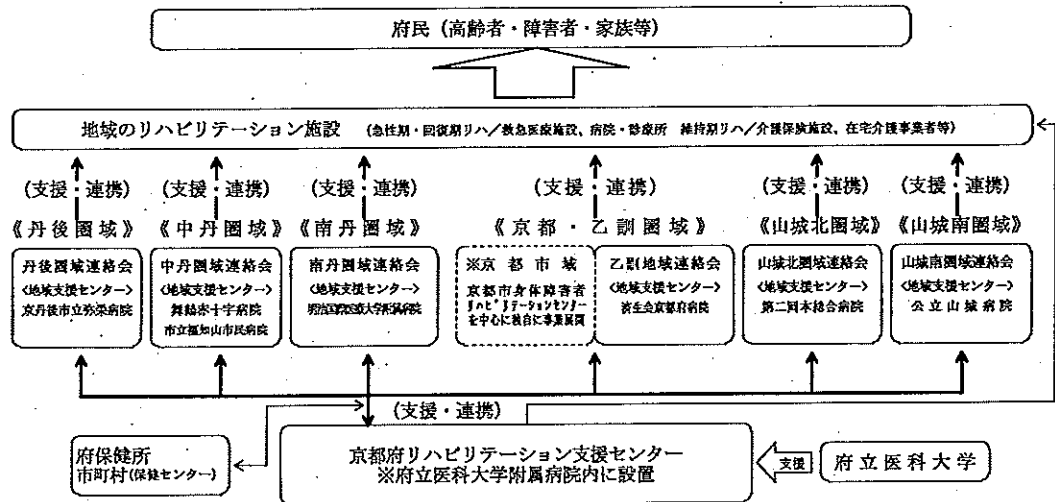 府民(高齢者・障害者・家族等)
地域のリハビリテーション施設 (急性期・回復期リハ/救急医療施設、病院・診療所 維持期リハ/介護保険施設、在宅介護事業者等)
(支援・連携) (支援・連携) (支援・連携) (支援・連携) (支援・連携) (支援・連携)
《丹後圏域》 《中丹圏域》 《南丹圏域》 《京都・乙訓圏域》 《山城北圏域》 《山城南圏域》
丹後圏域連絡会
<地域支援センター>
京丹後市立弥栄病院
中丹圏域連絡会
<地域支援センター>
舞鶴赤十字病院
市立福知山市民病院
南丹圏域連絡会
<地域支援センター>
明治国際医療大学附属病院
※京都市域
京都市身体障害者
リハビリテーションセンター
を中心に独自に事業展開
乙訓地域連絡会
<地域支援センター>
済生会京都府病院
山城北圏域連絡会
<地域支援センター>
第二岡本総合病院
山城南圏域連絡会
<地域支援センター>
公立山城病院
(支援・連携)
府保健所
市町村(保健センター)
京都府リハビリテーション支援センター
※府立医科大学附属病院内に設置
支援
府立医科大学